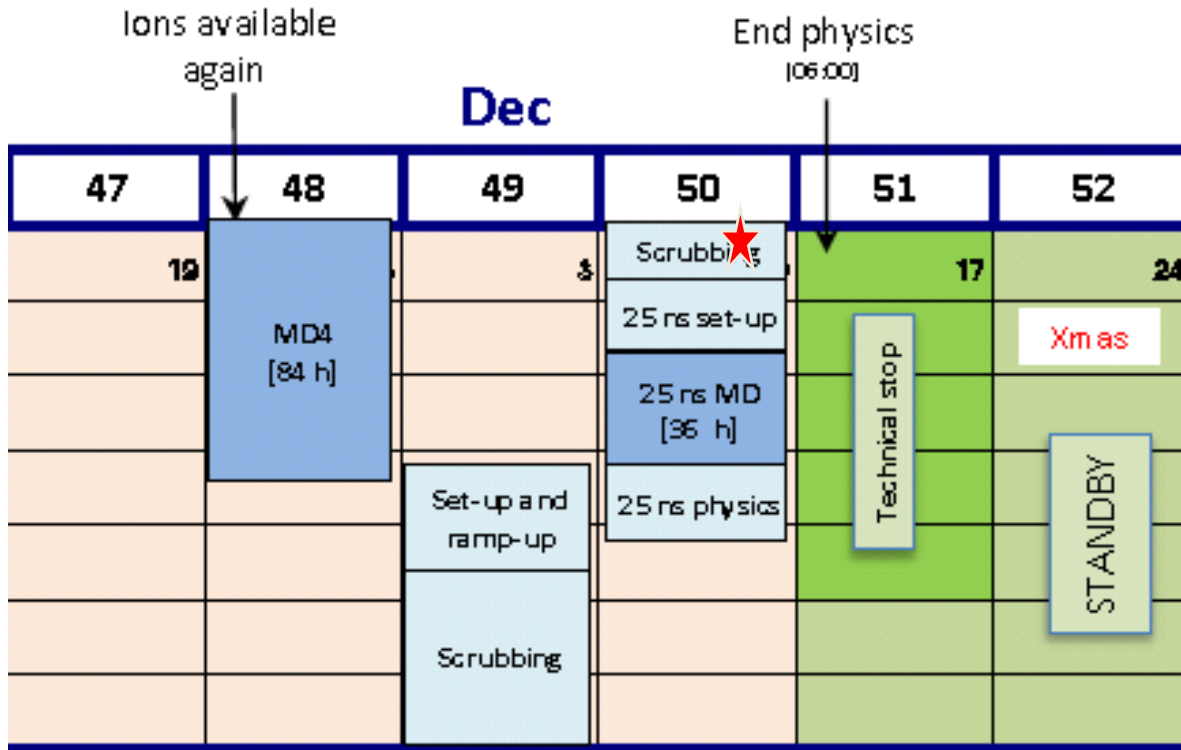 Ions available
again
End physics
[06:00]
Dec
47
48
49
50
51
52
19
3
17
24
MD4
[84 h]
Set-up and
ramp-up
Scrubbing
Scrubbing
25 ns set-up
25 ns MD
[36 h]
25 ns physics
Technical stop
Xmas
STANDBY